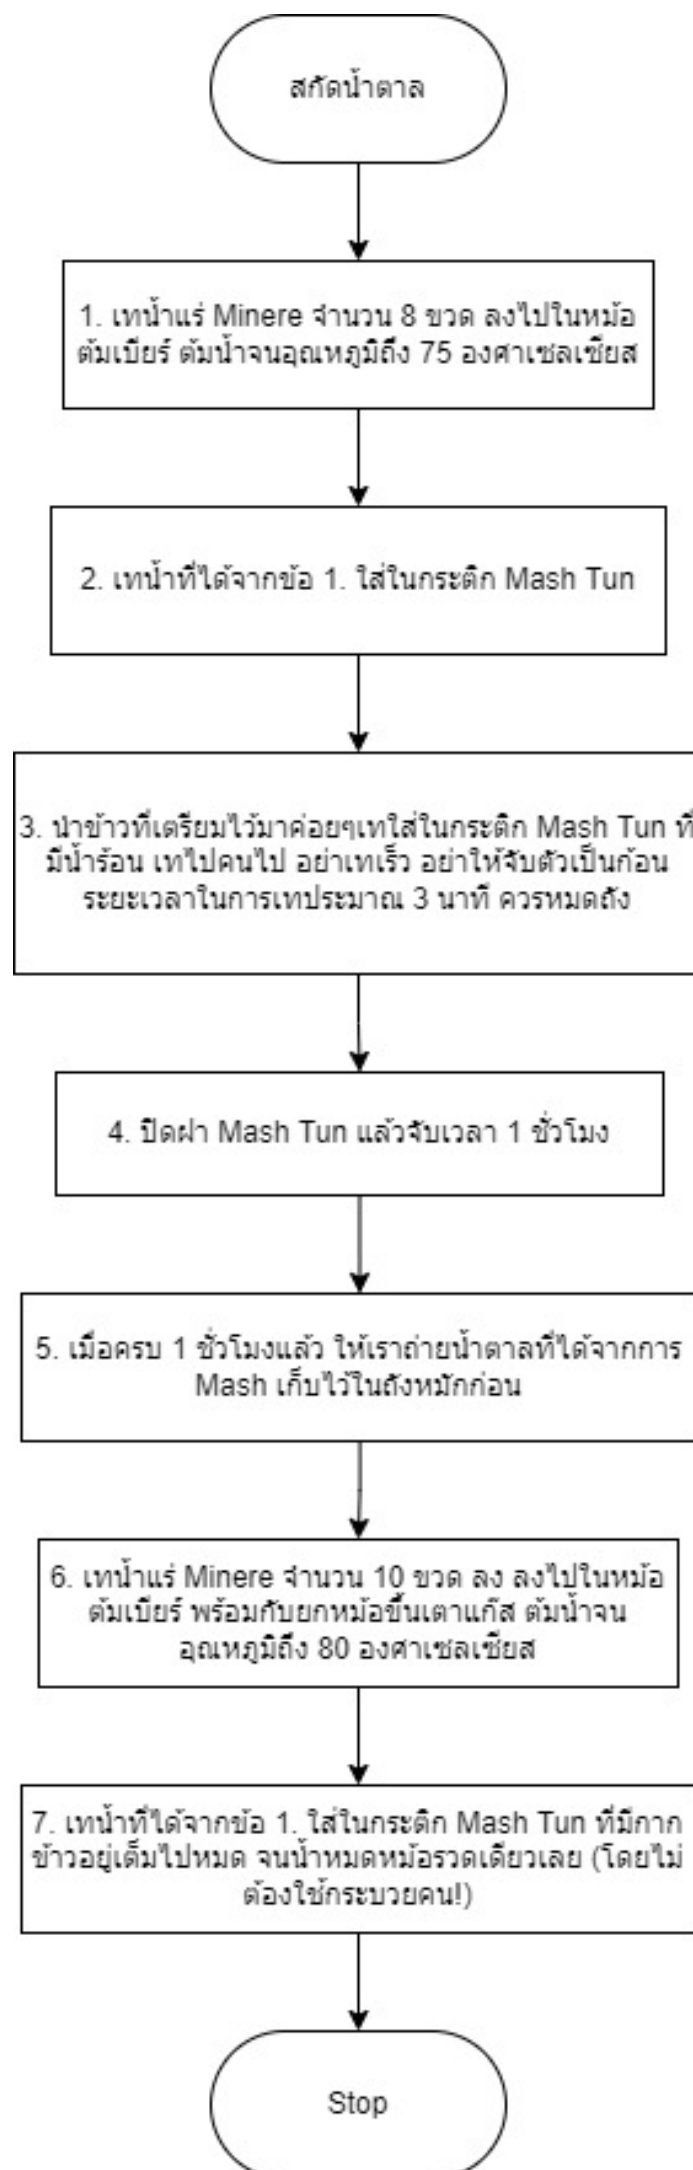 สกัดน้ำตาล
1. เทน้ำแร่ Minere จำนวน 8 ขวด ลงไปในหม้อ
ต้มเบียร์ ต้มน้ำจนอุณหภูมิถึง 75 องศาเซลเซียส
2. เทน้ำที่ได้จากข้อ 1. ใส่ในกระติก Mash Tun
3. นำข้าวที่เตรียมไว้มาค่อยๆเทใส่ในกระติก Mash Tun ที่
มีน้ำร้อน เทไปคนไป อย่าเทเร็ว อย่าให้จับตัวเป็นก้อน
ระยะเวลาในการเทประมาณ 3 นาที ควรหมดถัง
4. ปิดฝา Mash Tun แล้วจับเวลา 1 ชั่วโมง
5. เมื่อครบ 1 ชั่วโมงแล้ว ให้เราถ่ายน้ำตาลที่ได้จากการ
Mash เก็บไว้ในถังหมักก่อน
6. เทน้ำแร่ Minere จำนวน 10 ขวด ลง ลงไปในหม้อ
ต้มเบียร์ พร้อมกับยกหม้อขึ้นเตาแก๊ส ต้มน้ำจน
อุณหภูมิถึง 80 องศาเซลเซียส
7. เทน้ำที่ได้จากข้อ 1. ใส่ในกระติก Mash Tun ที่มีกาก
ข้าวอยู่เต็มไปหมด จนน้ำหมดหม้อรวดเดียวเลย (โดยไม่
ต้องใช้กระบวยคน!)
Stop